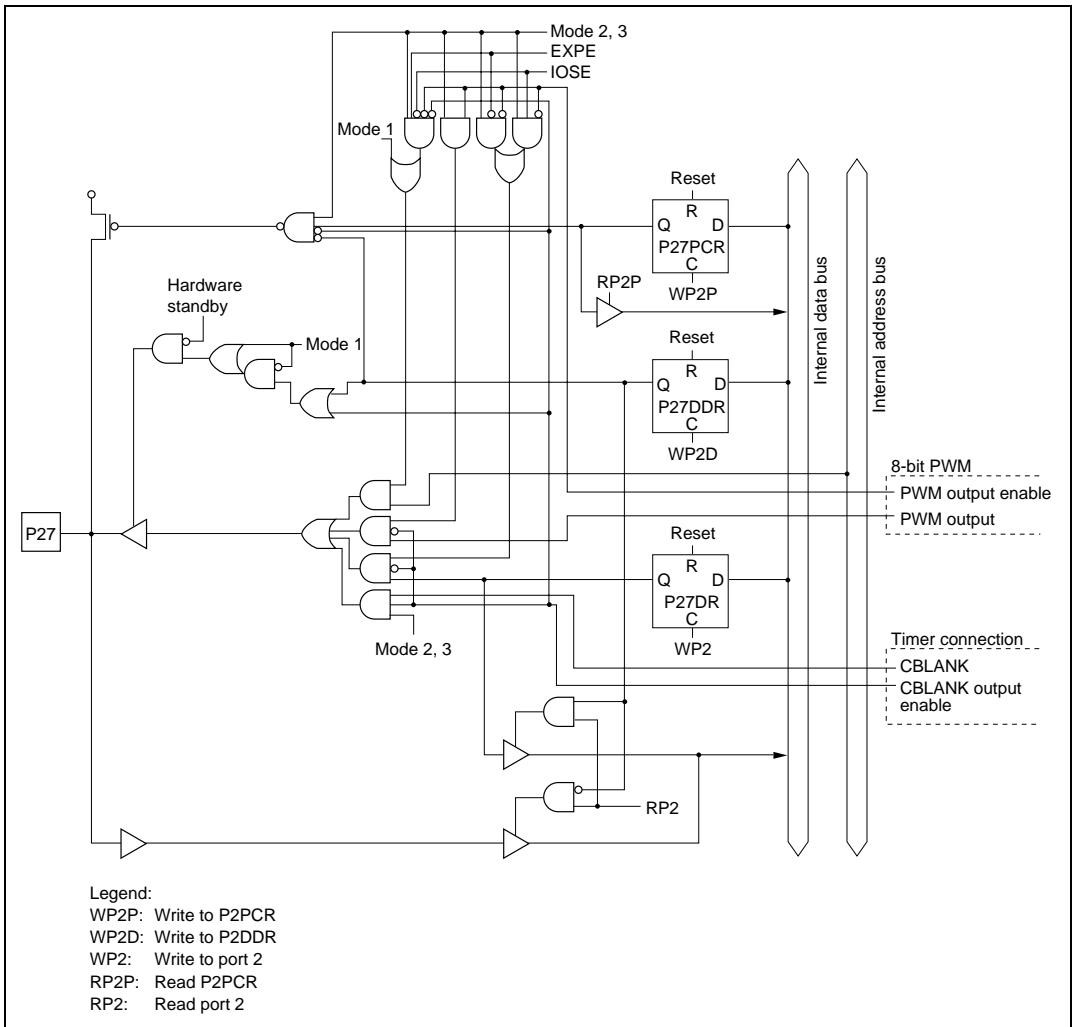 Mode 2, 3
EXPE
IOSE
Mode 1
Reset
R
Q D
P27PCR
C
WP2P
RP2P
Hardware
standby
Mode 1
Reset
R
Q D
P27DDR
C
WP2D
Internal data bus
Internal address bus
8-bit PWM
PWM output enable
PWM output
P27
Reset
R
Q D
P27DR
C
WP2
Mode 2, 3
Timer connection
CBLANK
CBLANK output
enable
RP2
Legend:
WP2P: Write to P2PCR
WP2D: Write to P2DDR
WP2: Write to port 2
RP2P: Read P2PCR
RP2: Read port 2